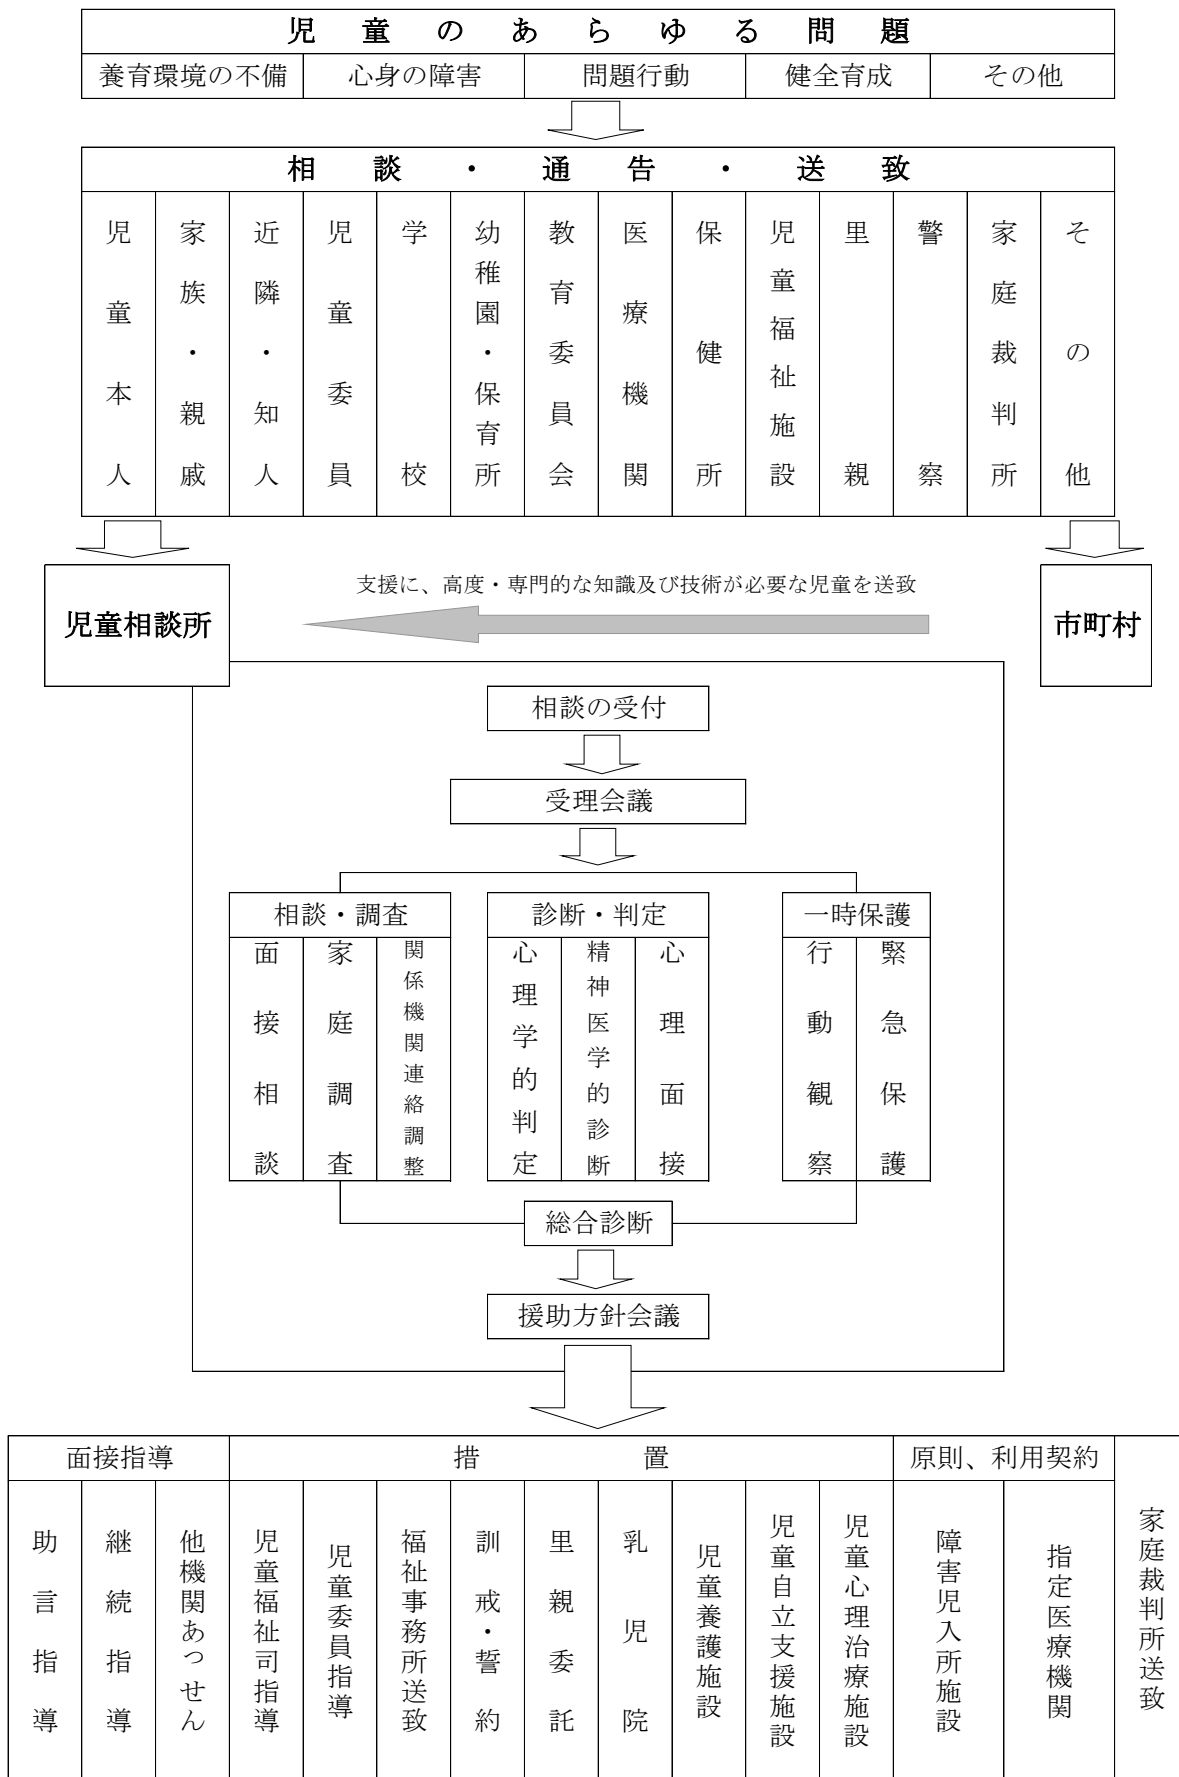 児童のあらゆる問題
養育環境の不備
心身の障害
問題行動
健全育成
その他
相談・通告・送致
児童本人
家族・親戚
近隣・知人
児童委員
学校
幼稚園・保育所
教育委員会
医療機関
保健所
児童福祉施設
里親
警察
家庭裁判所
その他
支援に、高度・専門的な知識及び技術が必要な児童を送致
児童相談所
市町村
相談の受付
受理会議
相談・調査
面接相談
家庭調査
関係機関連絡調整
診断・判定
心理学的判定
精神医学的診断
心理面接
一時保護
行動観察
緊急保護
総合診断
援助方針会議
面接指導
助言指導
継続指導
他機関あっせん
措置
児童福祉司指導
児童委員指導
福祉事務所送致
訓戒・誓約
里親委託
乳児院
児童養護施設
児童自立支援施設
児童心理治療施設
原則、利用契約
障害児入所施設
指定医療機関
家庭裁判所送致